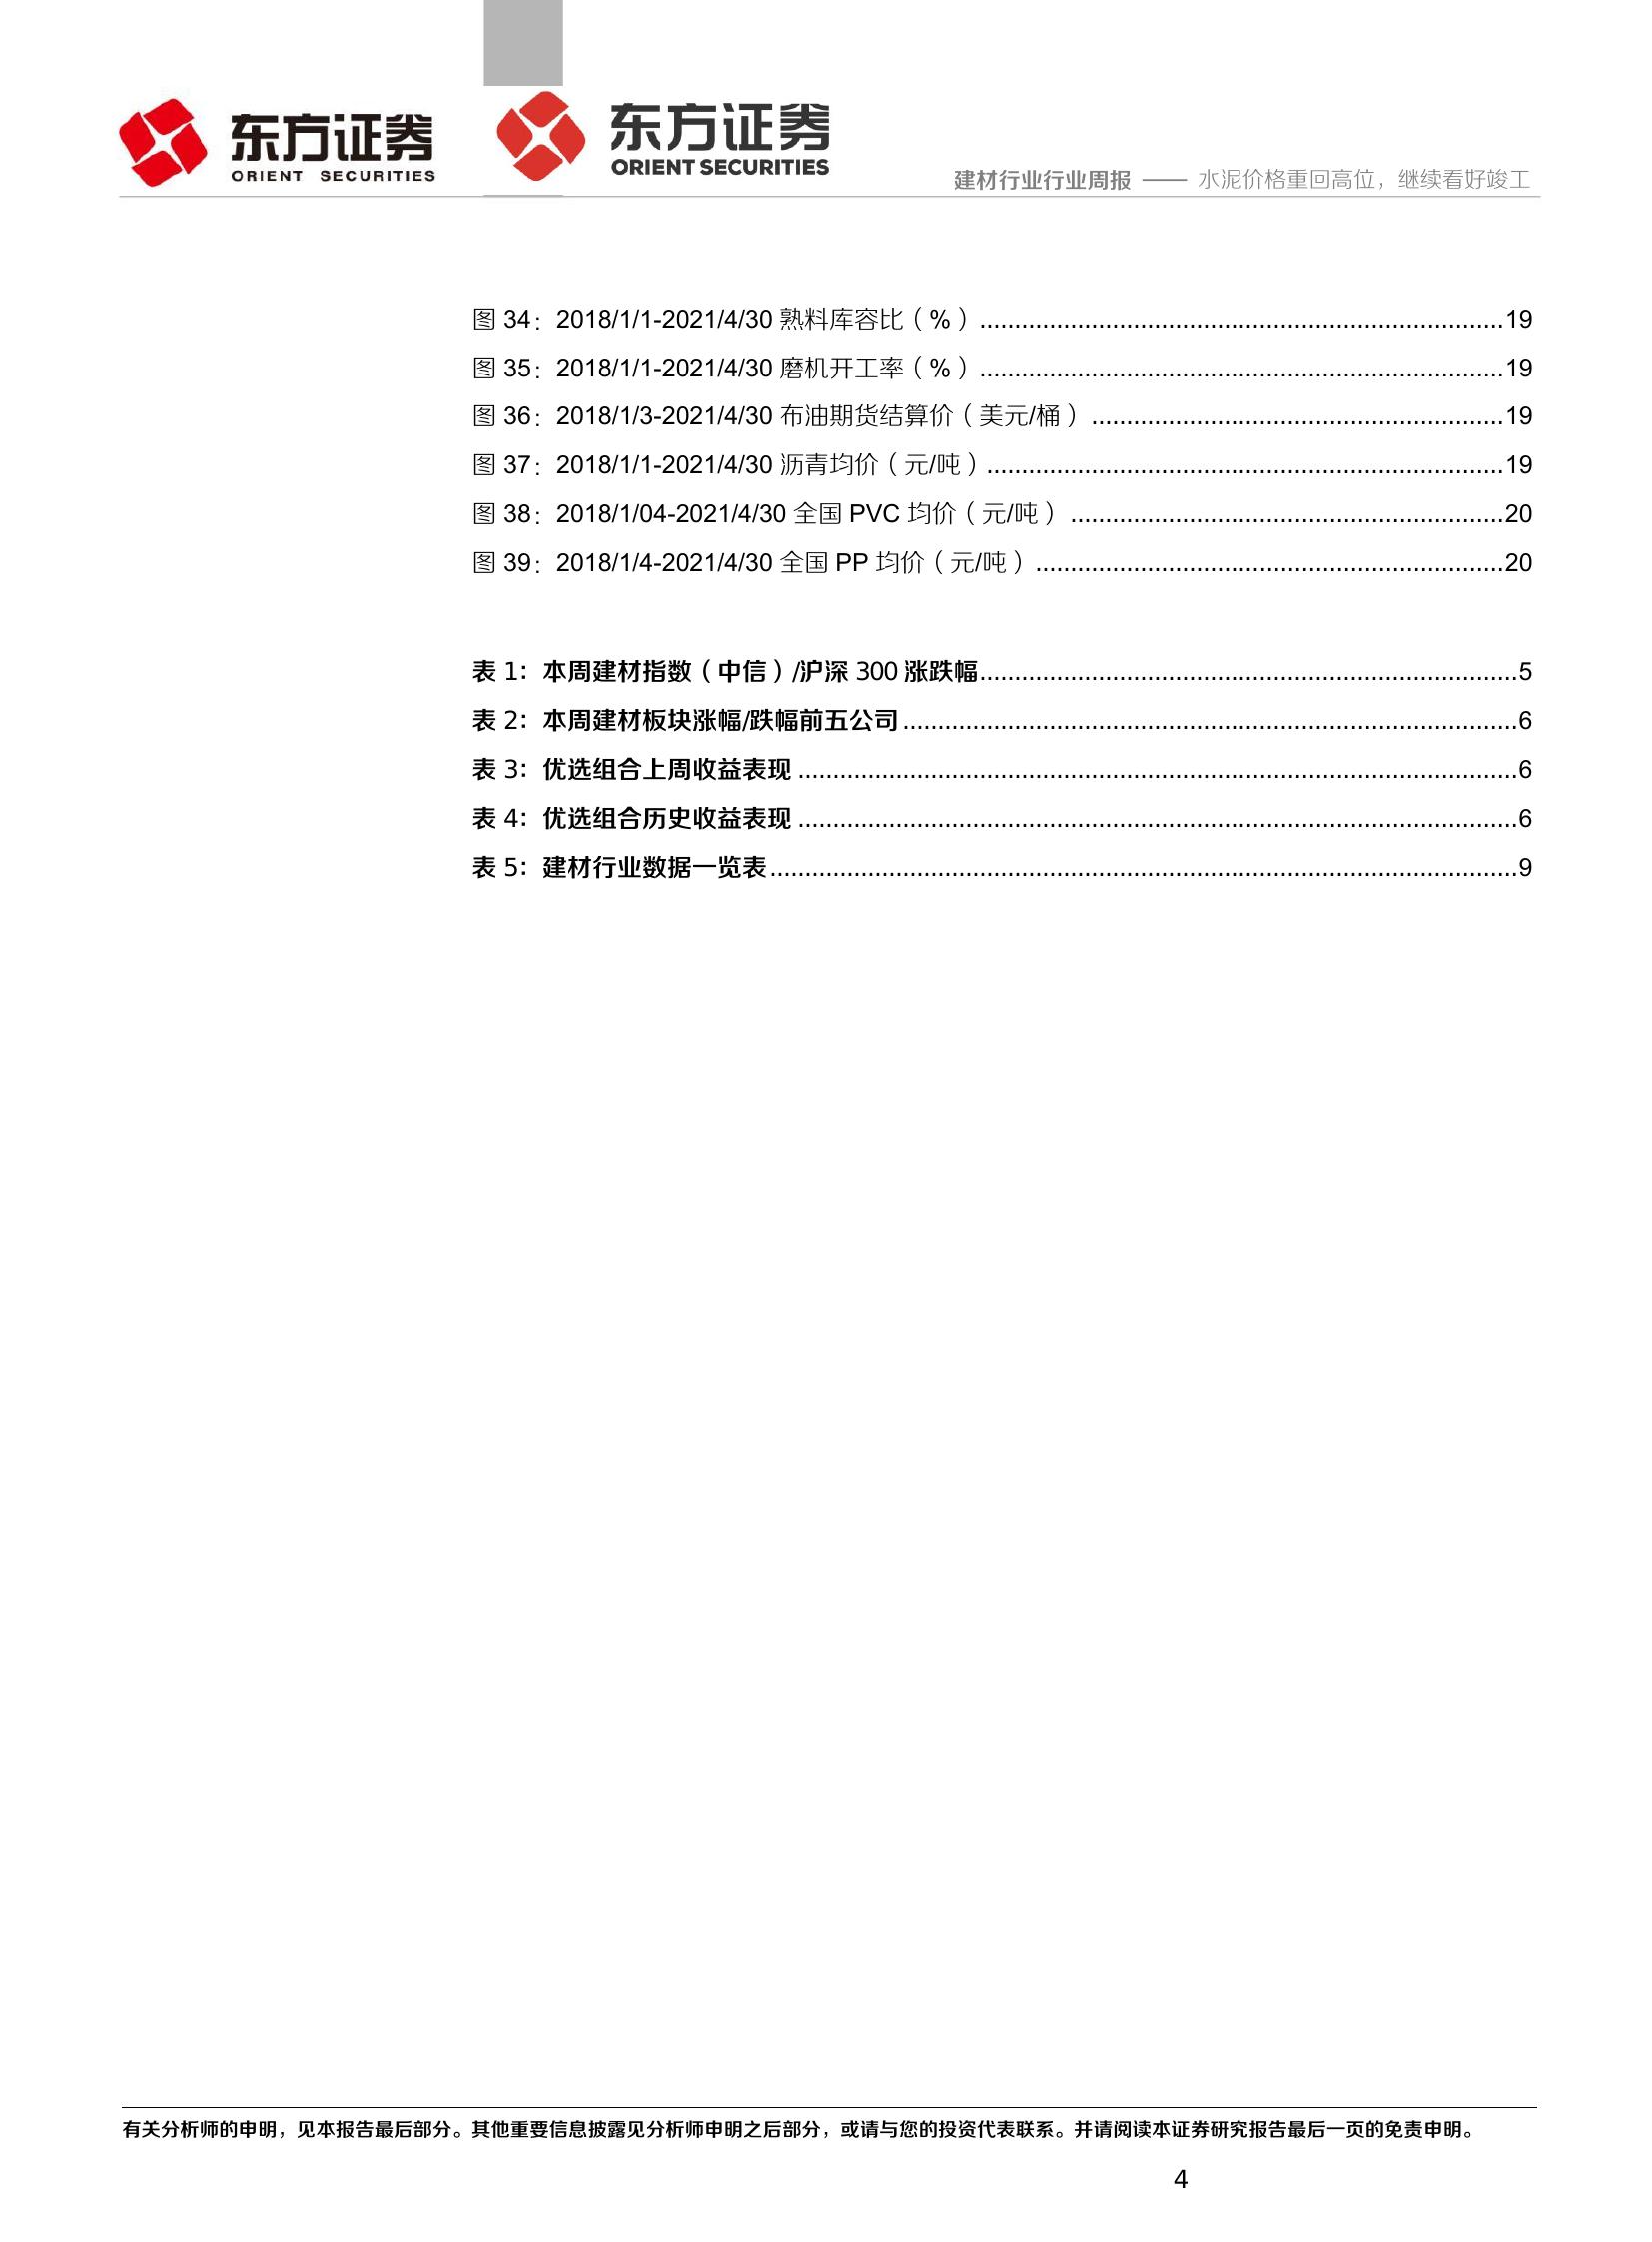 东方证券
ORIENT SECURITIES
东方证券
ORIENT SECURITIES
建材行业行业周报 —— 水泥价格重回高位，继续看好竣工
图 34：2018/1/1-2021/4/30 熟料库容比（%）..........................................................................19
图 35：2018/1/1-2021/4/30 磨机开工率（%）..........................................................................19
图 36：2018/1/3-2021/4/30 布油期货结算价（美元/桶）..........................................................19
图 37：2018/1/1-2021/4/30 沥青均价（元/吨）.........................................................................19
图 38：2018/1/04-2021/4/30 全国 PVC 均价（元/吨）.............................................................20
图 39：2018/1/4-2021/4/30 全国 PP 均价（元/吨）..................................................................20
表 1：本周建材指数（中信）/沪深 300 涨跌幅............................................................................5
表 2：本周建材板块涨幅/跌幅前五公司.......................................................................................6
表 3：优选组合上周收益表现......................................................................................................6
表 4：优选组合历史收益表现......................................................................................................6
表 5：建材行业数据一览表..........................................................................................................9
有关分析师的申明，见本报告最后部分。其他重要信息披露见分析师申明之后部分，或请与您的投资代表联系。并请阅读本证券研究报告最后一页的免责申明。
4